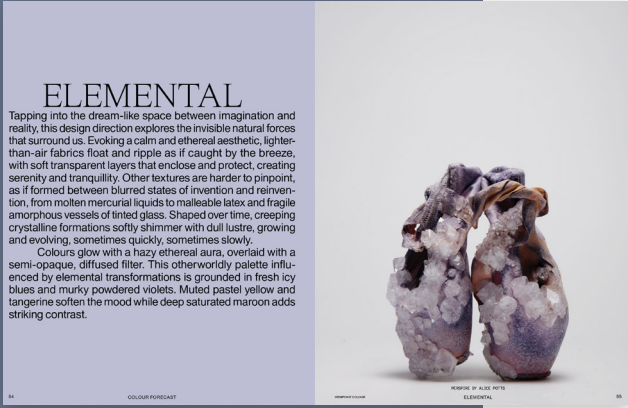 ELEMENTAL
Tapping into the dream-like space between imagination and
reality, this design direction explores the invisible natural forces
that surround us. Evoking a calm and ethereal aesthetic, lighter-
than-air fabrics float and ripple as if caught by the breeze,
with soft transparent layers that enclose and protect, creating
serenity and tranquillity. Other textures are harder to pinpoint,
as if formed between blurred states of invention and reinven-
tion, from molten mercurial liquids to malleable latex and fragile
amorphous vessels of tinted glass. Shaped over time, creeping
crystalline formations softly shimmer with dull lustre, growing
and evolving, sometimes quickly, sometimes slowly.
Colours glow with a hazy ethereal aura, overlaid with a
semi-opaque, diffused filter. This otherworldly palette influ-
enced by elemental transformations is grounded in fresh icy
blues and murky powdered violets. Muted pastel yellow and
tangerine soften the mood while deep saturated maroon adds
striking contrast.
54
COLOUR FORECAST
PERSPIRE BY ALICE POTTS
VIEWPOINT COLOUR
ELEMENTAL
55